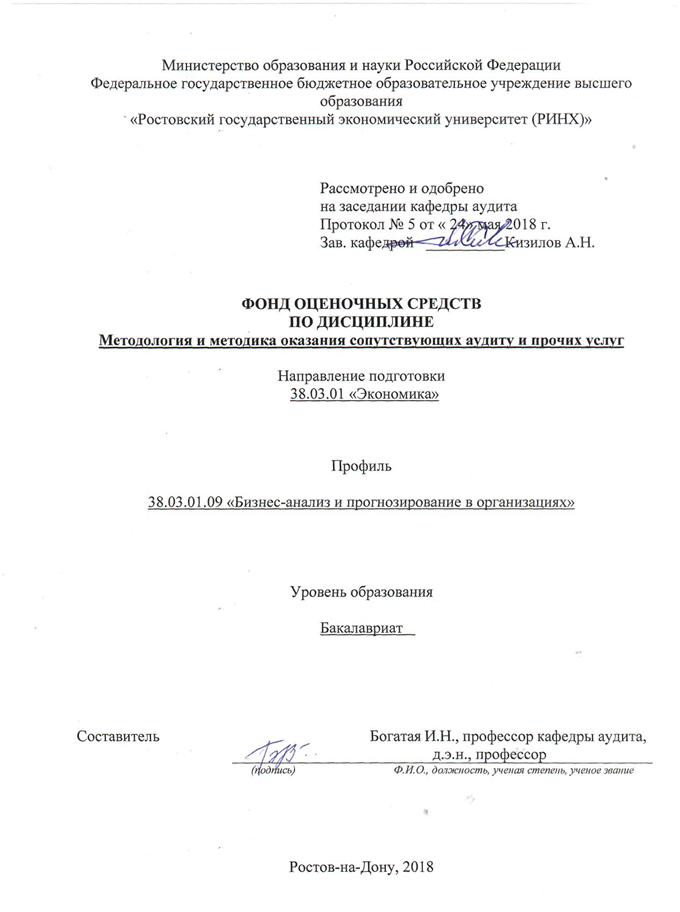 Министерство образования и науки Российской Федерации
Федеральное государственное бюджетное образовательное учреждение высшего
образования
«Ростовский государственный экономический университет (РИНХ)»
Рассмотрено и одобрено
на заседании кафедры аудита
Протокол № 5 от « 24» мая 2018 г.
Зав. кафедрой __________Кизилов А.Н.
ФОНД ОЦЕНОЧНЫХ СРЕДСТВ
ПО ДИСЦИПЛИНЕ
Методология и методика оказания сопутствующих аудиту и прочих услуг
Направление подготовки
38.03.01 «Экономика»
Профиль
38.03.01.09 «Бизнес-анализ и прогнозирование в организациях»
Уровень образования
Бакалавриат
Составитель Богатая И.Н., профессор кафедры аудита,
д.э.н., профессор
(подпись) Ф.И.О., должность, ученая степень, ученое звание
Ростов-на-Дону, 2018